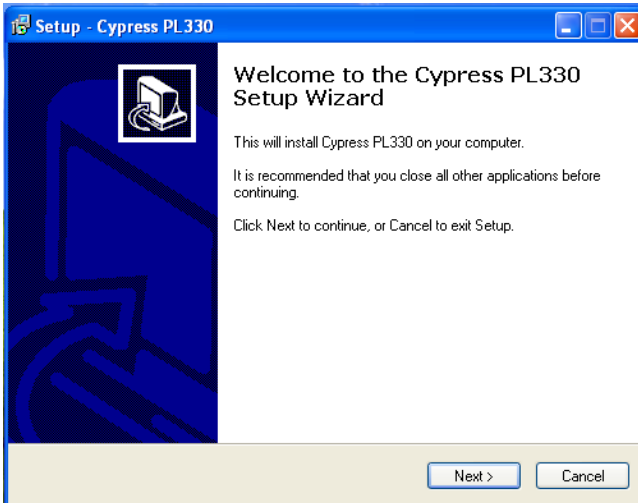 Setup - Cypress PL330
Welcome to the Cypress PL330
Setup Wizard
This will install Cypress PL330 on your computer.
It is recommended that you close all other applications before
continuing.
Click Next to continue, or Cancel to exit Setup.
Next >
Cancel